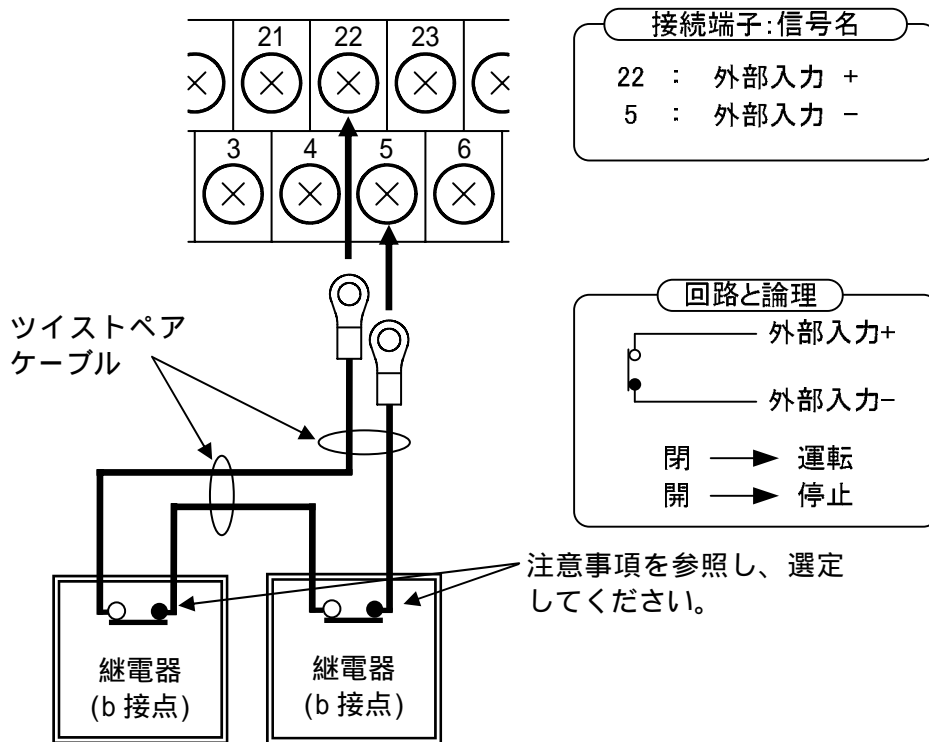 21 22 23
3 4 5 6
接続端子:信号名
22 : 外部入力 +
5 : 外部入力 −
ツイストペア
ケーブル
回路と論理
外部入力+
外部入力−
閉 運転
開 停止
注意事項を参照し、選定
してください。
継電器
(b 接点)
継電器
(b 接点)